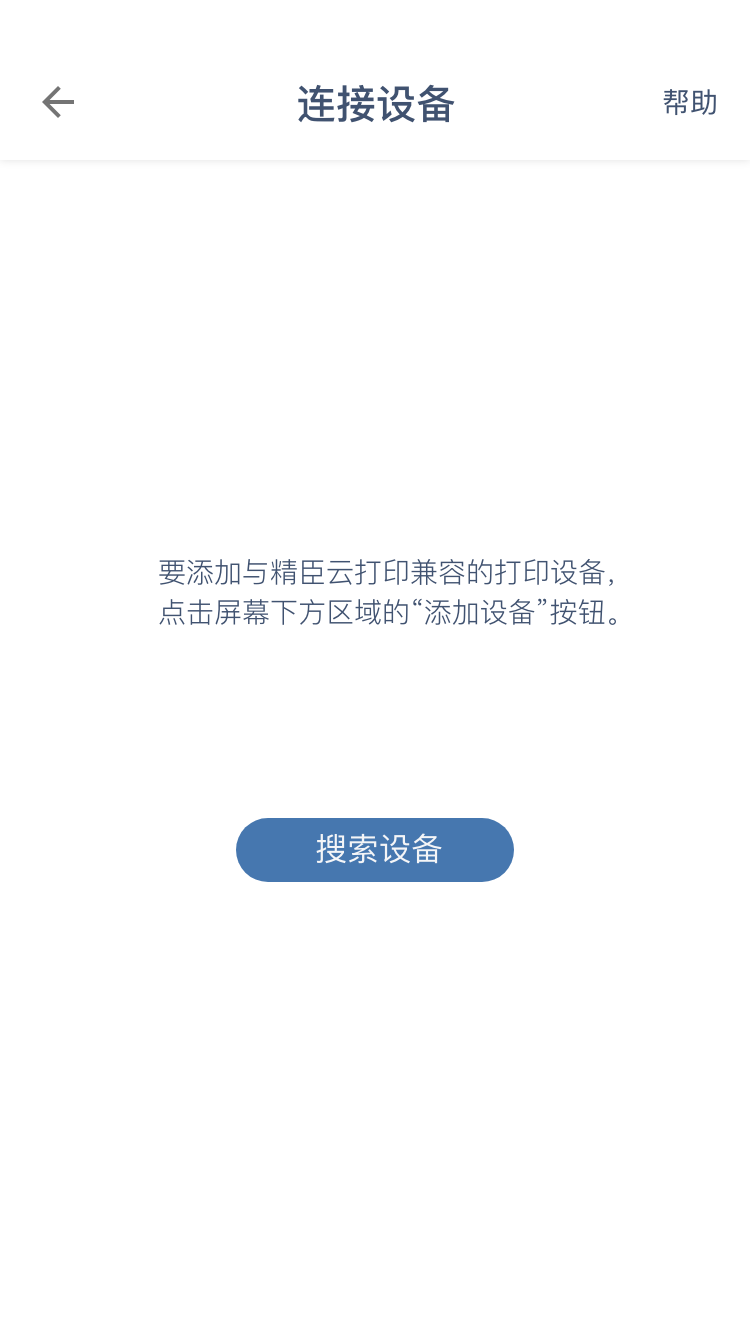 连接设备
帮助
要添加与精臣云打印兼容的打印设备，
点击屏幕下方区域的“添加设备”按钮。
搜索设备